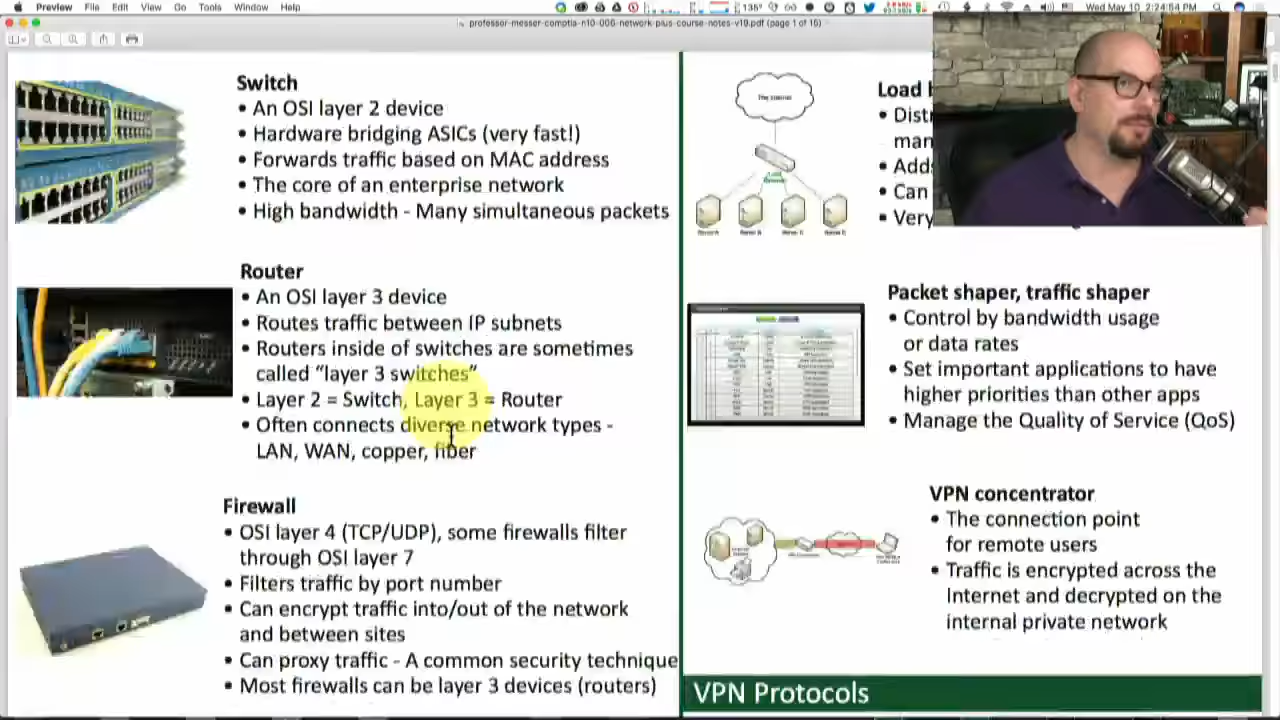 Preview File Edit View Go Tools Window Help
135°
Wed May 10 2:24:54 PM
professor-messer-comptia-n10-006-network-plus-course-notes-v19.pdf (page 1 of 15)
Switch
• An OSI layer 2 device
• Hardware bridging ASICs (very fast!)
• Forwards traffic based on MAC address
• The core of an enterprise network
• High bandwidth - Many simultaneous packets
Router
• An OSI layer 3 device
• Routes traffic between IP subnets
• Routers inside of switches are sometimes
called “layer 3 switches”
• Layer 2 = Switch, Layer 3 = Router
• Often connects diverse network types -
LAN, WAN, copper, fiber
Firewall
• OSI layer 4 (TCP/UDP), some firewalls filter
through OSI layer 7
• Filters traffic by port number
• Can encrypt traffic into/out of the network
and between sites
• Can proxy traffic - A common security technique
• Most firewalls can be layer 3 devices (routers)
The Internet
Load
• Adds
• Can
• Very
Packet shaper, traffic shaper
• Control by bandwidth usage
or data rates
• Set important applications to have
higher priorities than other apps
• Manage the Quality of Service (QoS)
VPN concentrator
• The connection point
for remote users
• Traffic is encrypted across the
Internet and decrypted on the
internal private network
VPN Protocols